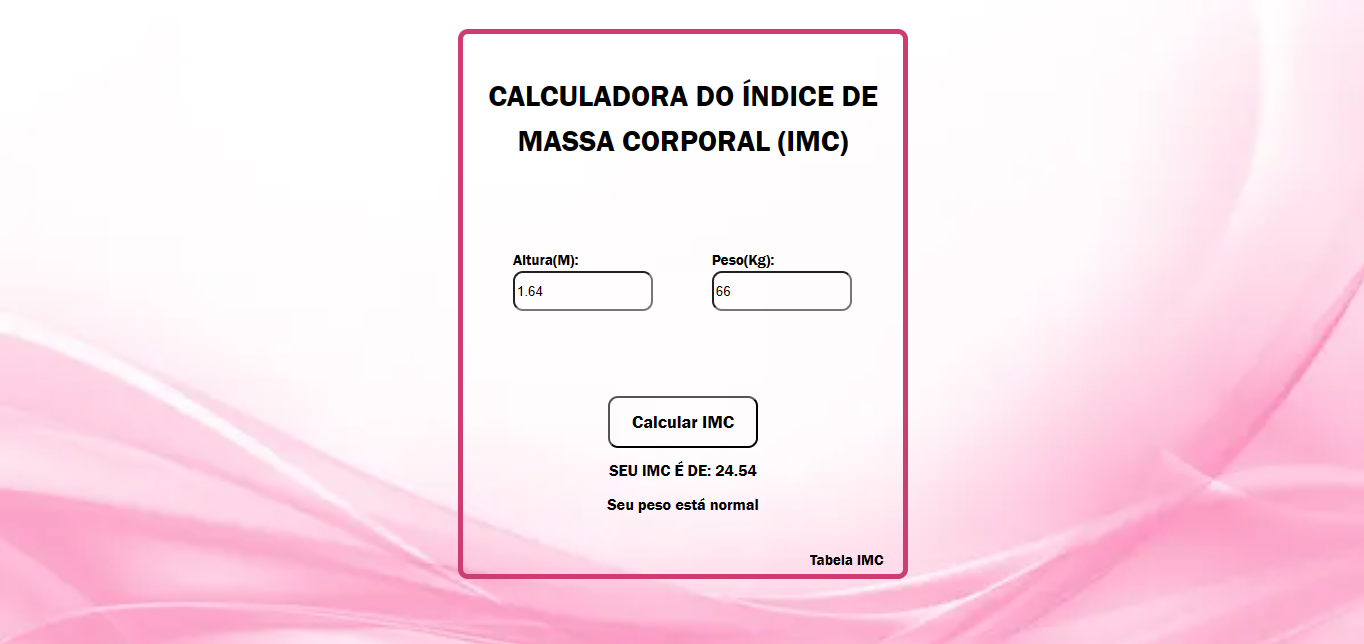 CALCULADORA DO ÍNDICE DE
MASSA CORPORAL (IMC)
Altura(M):
Peso(Kg):
1.64
66
Calcular IMC
SEU IMC É DE: 24.54
Seu peso está normal
Tabela IMC